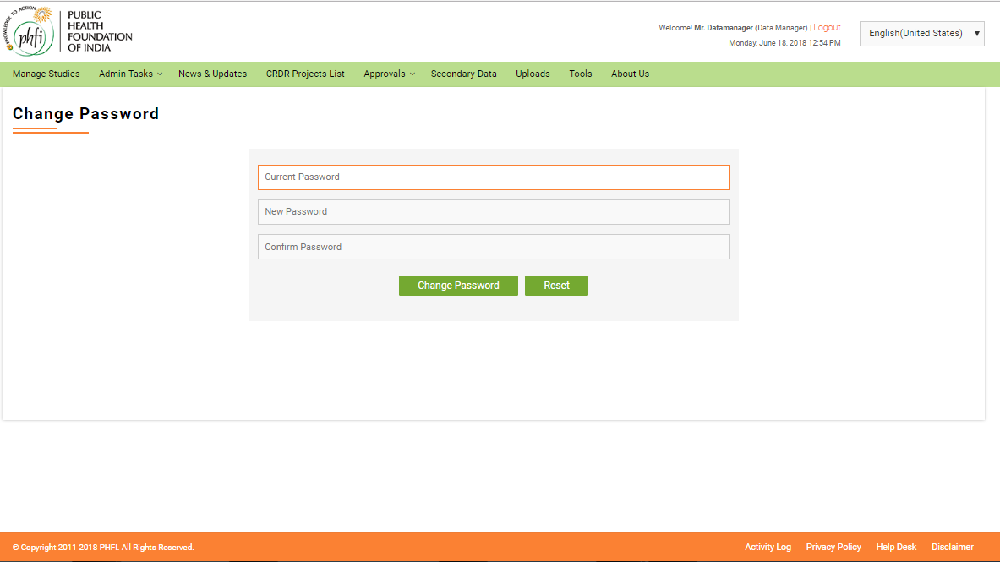 KNOWLEDGE TO ACTION
phfi
PUBLIC
HEALTH
FOUNDATION
OF INDIA
Welcome! Mr. Datamanager (Data Manager) | Logout
Monday, June 18, 2018 12:54 PM
English(United States)
Manage Studies Admin Tasks News & Updates CRDR Projects List Approvals Secondary Data Uploads Tools About Us
Change Password
Current Password
New Password
Confirm Password
Change Password Reset
© Copyright 2011-2018 PHFI. All Rights Reserved. Activity Log Privacy Policy Help Desk Disclaimer